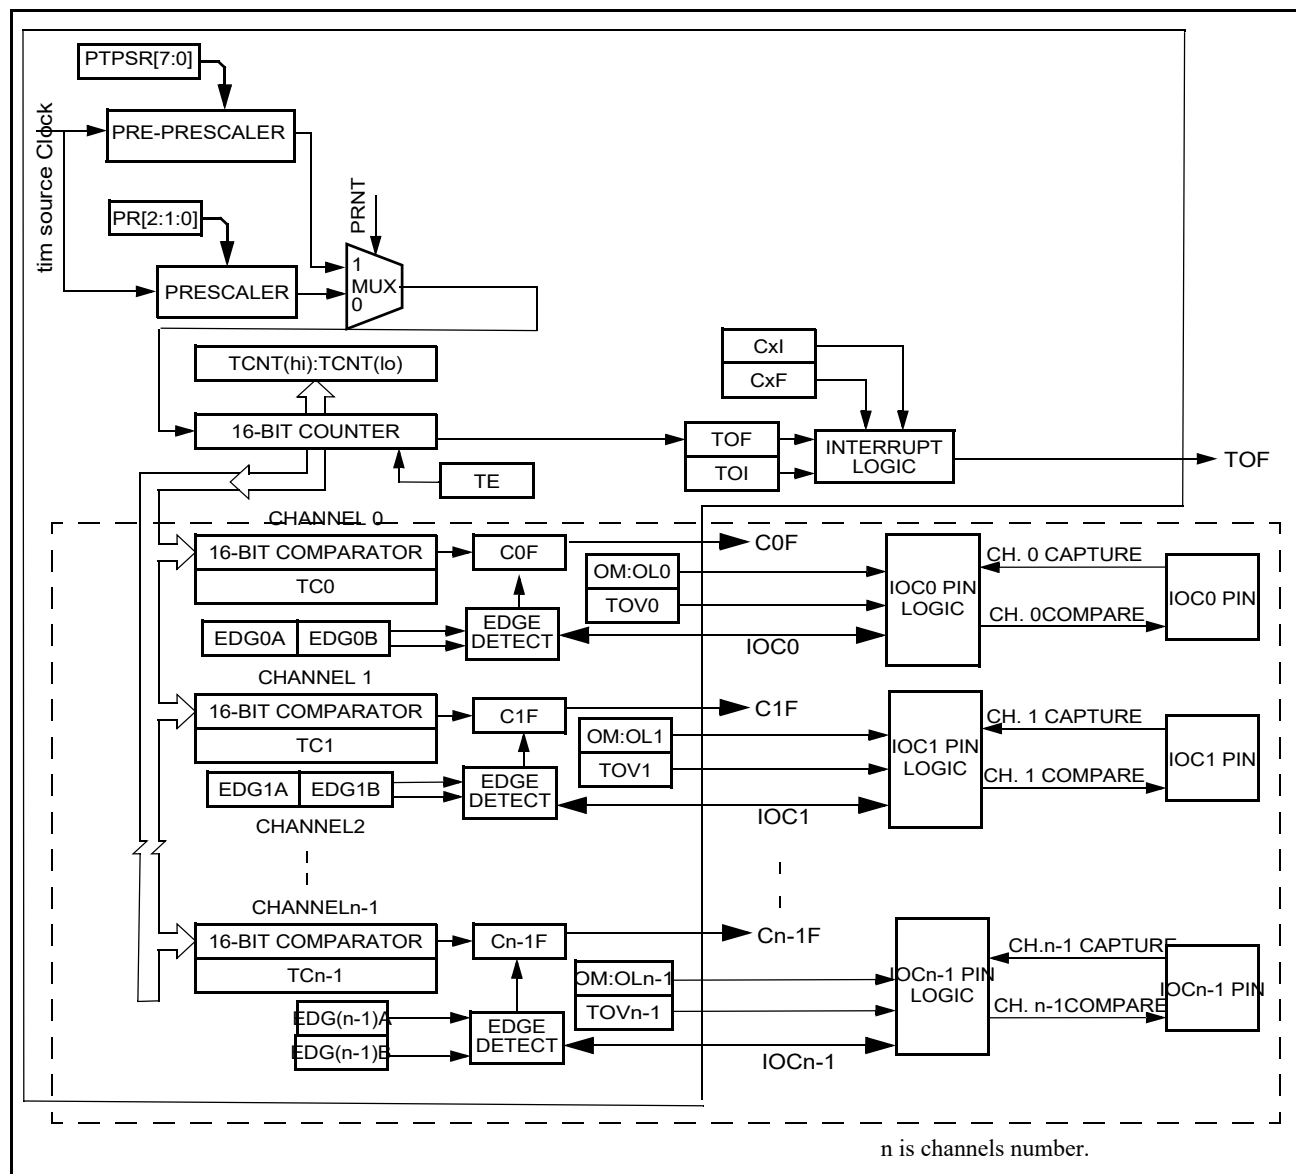 PTPSR[7:0]
tim source Clock
PRE-PRESCALER
PR[2:1:0]
PRNT
PRESCALER
1
MUX
0
TCNT(hi):TCNT(lo)
CxI
CxF
16-BIT COUNTER
TOF
TOI
INTERRUPT
LOGIC
TOF
TE
CHANNEL 0
16-BIT COMPARATOR
TC0
C0F
C0F
OM:OL0
TOV0
IOC0 PIN
LOGIC
CH. 0 CAPTURE
CH. 0COMPARE
IOC0 PIN
EDG0A
EDG0B
EDGE
DETECT
IOC0
CHANNEL 1
16-BIT COMPARATOR
TC1
C1F
C1F
OM:OL1
TOV1
IOC1 PIN
LOGIC
CH. 1 CAPTURE
CH. 1 COMPARE
IOC1 PIN
EDG1A
EDG1B
EDGE
DETECT
IOC1
CHANNEL2
CHANNELn-1
16-BIT COMPARATOR
TCn-1
Cn-1F
Cn-1F
OM:OLn-1
TOVn-1
IOCn-1 PIN
LOGIC
CH.n-1 CAPTURE
CH. n-1COMPARE
IOCn-1 PIN
EDG(n-1)A
EDG(n-1)B
EDGE
DETECT
IOCn-1
n is channels number.